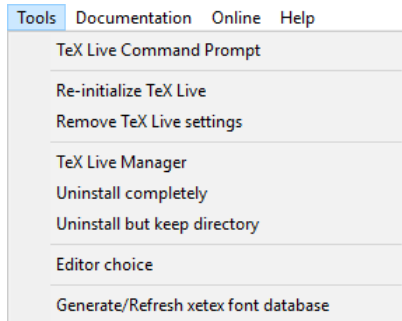 Tools Documentation Online Help
TeX Live Command Prompt
Re-initialize TeX Live
Remove TeX Live settings
TeX Live Manager
Uninstall completely
Uninstall but keep directory
Editor choice
Generate/Refresh xetex font database